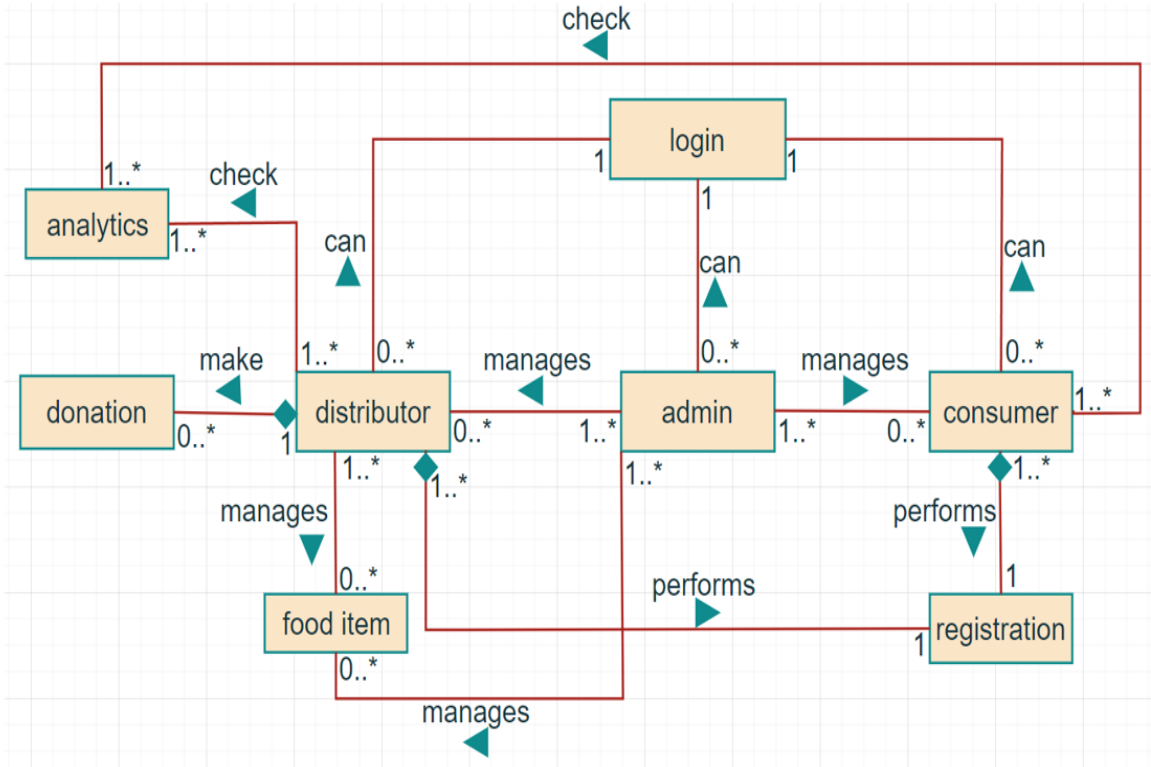 check
login
1
1
1..*
check
analytics
1
1..*
can
can
can
1..*
0..*
0..*
0..*
make
manages
manages
donation
distributor
admin
consumer
1..*
0..*
1
0..*
1..*
1..*
0..*
1..*
1..*
1..*
1..*
manages
performs
0..*
1
performs
food item
registration
1
0..*
manages